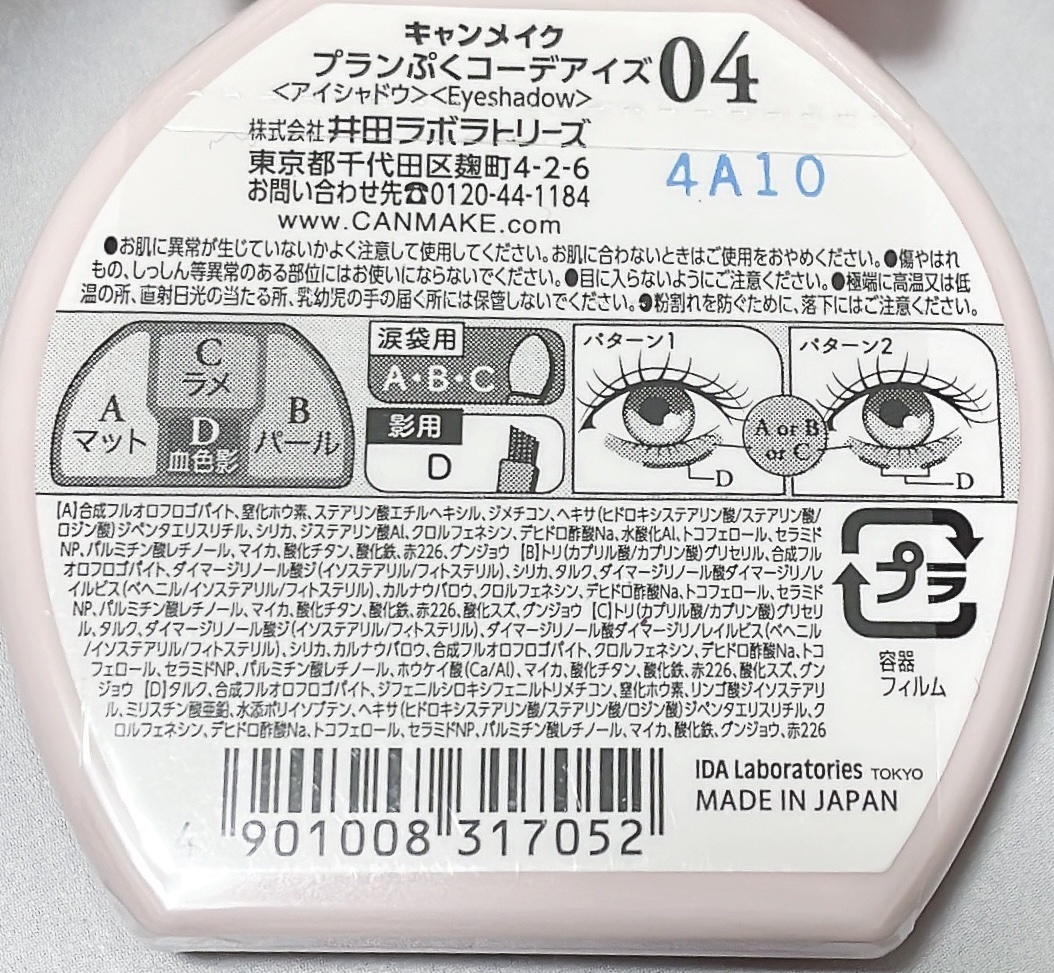 キャンメイク
プランぷくコーデアイズ 04
<アイシャドウ><Eyeshadow>
株式会社 井田ラボラトリーズ
東京都千代田区麹町4-2-6
お問い合わせ先☎0120-44-1184
www.CANMAKE.com
4A10
●お肌に異常が生じていないかよく注意して使用してください。お肌に合わないときはご使用をおやめください。●傷やはれ
もの、しっしん等異常のある部位にはお使いにならないでください。●目に入らないようにご注意ください。●極端に高温又は低
温の所、直射日光の当たる所、乳幼児の手の届く所には保管しないでください。●粉割れを防ぐために、落下にはご注意ください。
C
ラメ
A
マット
D
血色影
B
パール
涙袋用
A・B・C
影用
D
パターン1
D
A or B
or C
パターン2
D
【A】合成フルオロフロゴパイト、窒化ホウ素、ステアリン酸エチルヘキシル、ジメチコン、ヘキサ(ヒドロキシステアリン酸/ステアリン酸/
ロジン酸)ジペンタエリスリチル、シリカ、ジステアリン酸Al、クロルフェネシン、デヒドロ酢酸Na、水酸化Al、トコフェロール、セラミド
NP、パルミチン酸レチノール、マイカ、酸化チタン、酸化鉄、赤226、グンジョウ 【B】トリ(カプリル酸/カプリン酸)グリセリル、合成フル
オロフロゴパイト、ダイマージリノール酸ジ(イソステアリル/フィトステリル)、シリカ、タルク、ダイマージリノール酸ダイマージリノレ
イルビス(ベヘニル/イソステアリル/フィトステリル)、カルナウバロウ、クロルフェネシン、デヒドロ酢酸Na、トコフェロール、セラミド
NP、パルミチン酸レチノール、マイカ、酸化チタン、酸化鉄、赤226、酸化スズ、グンジョウ 【C】トリ(カプリル酸/カプリン酸)グリセリ
ル、タルク、ダイマージリノール酸ジ(イソステアリル/フィトステリル)、ダイマージリノール酸ダイマージリノレイルビス(ベヘニル
/イソステアリル/フィトステリル)、シリカ、カルナウバロウ、合成フルオロフロゴパイト、クロルフェネシン、デヒドロ酢酸Na、トコ
フェロール、セラミドNP、パルミチン酸レチノール、ホウケイ酸(Ca/Al)、マイカ、酸化チタン、酸化鉄、赤226、酸化スズ、グン
ジョウ 【D】タルク、合成フルオロフロゴパイト、ジフェニルシロキシフェニルトリメチコン、窒化ホウ素、リンゴ酸ジイソステアリ
ル、ミリスチン酸亜鉛、水添ポリイソブテン、ヘキサ(ヒドロキシステアリン酸/ステアリン酸/ロジン酸)ジペンタエリスリチル、ク
ロルフェネシン、デヒドロ酢酸Na、トコフェロール、セラミドNP、パルミチン酸レチノール、マイカ、酸化鉄、グンジョウ、赤226
プラ
容器
フィルム
4 901008 317052
IDA Laboratories TOKYO
MADE IN JAPAN